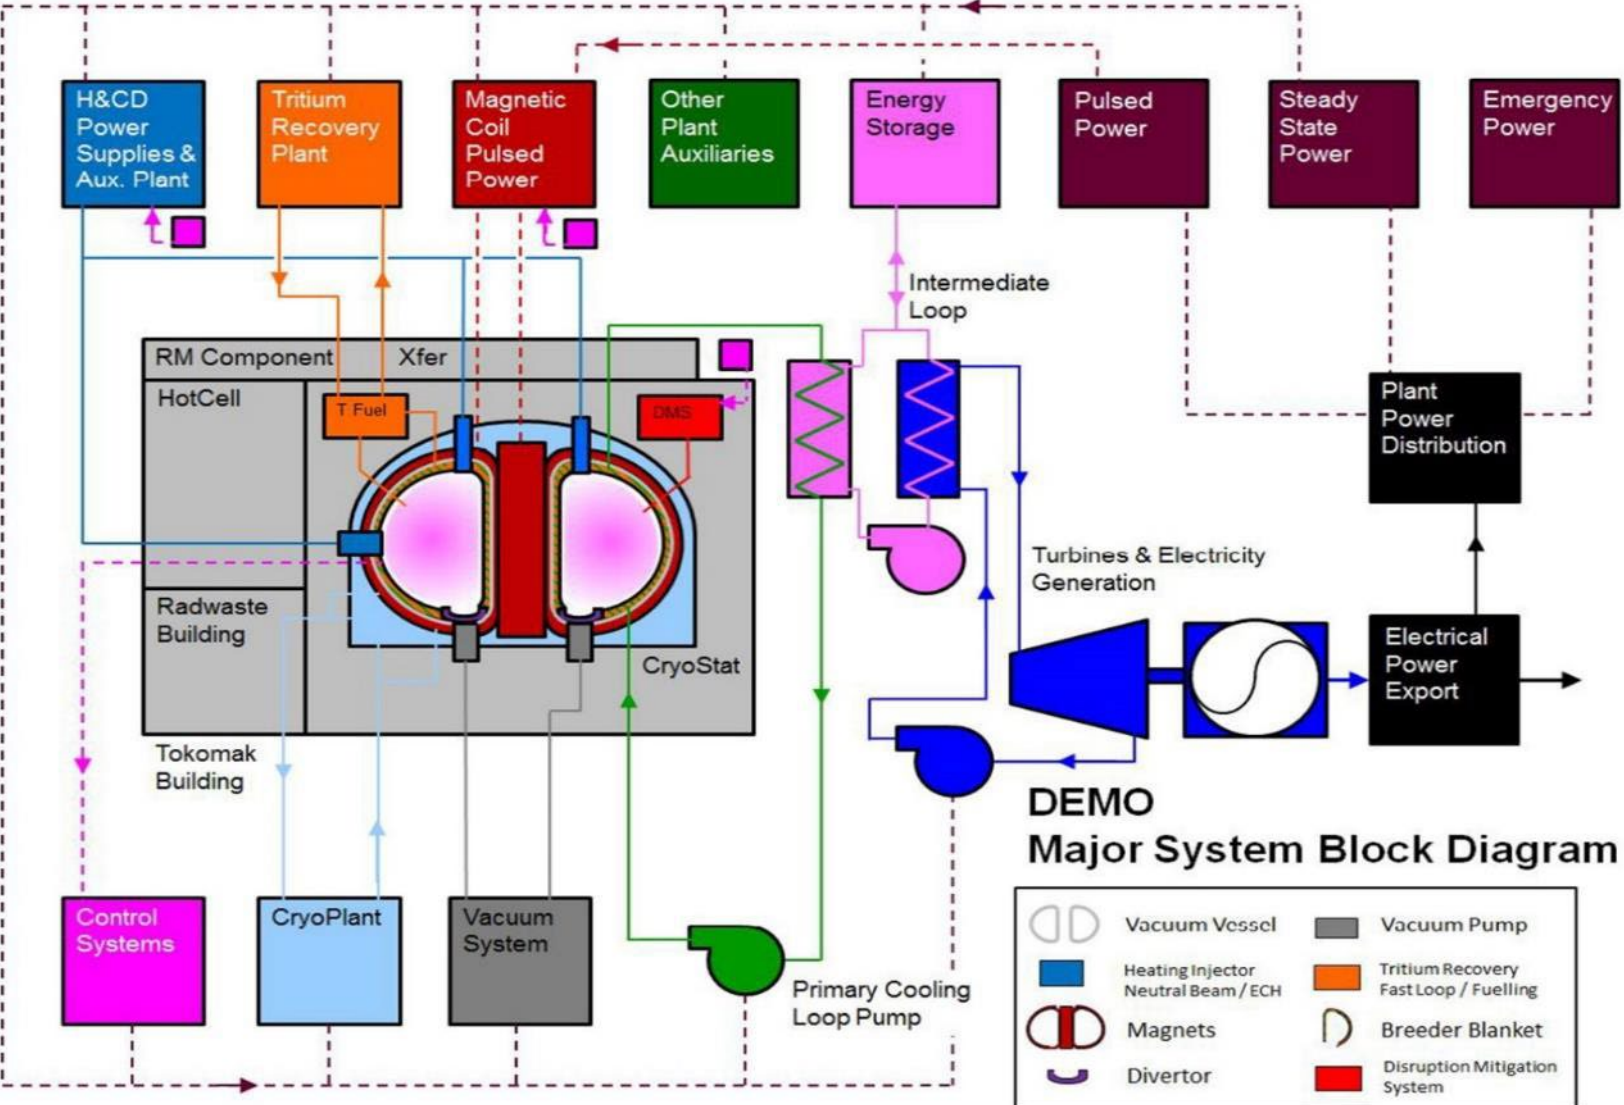 H&CD
Power
Supplies &
Aux. Plant
Tritium
Recovery
Plant
Magnetic
Coil
Pulsed
Power
Other
Plant
Auxiliaries
Energy
Storage
Pulsed
Power
Steady
State
Power
Emergency
Power
Intermediate
Loop
RM Component
Xfer
HotCell
T Fuel
DMS
Plant
Power
Distribution
Turbines & Electricity
Generation
Radwaste
Building
CryoStat
Electrical
Power
Export
Tokomak
Building
DEMO
Major System Block Diagram
Control
Systems
CryoPlant
Vacuum
System
Primary Cooling
Loop Pump
Vacuum Vessel
Vacuum Pump
Heating Injector
Neutral Beam / ECH
Tritium Recovery
Fast Loop / Fuelling
Magnets
Breeder Blanket
Divertor
Disruption Mitigation
System